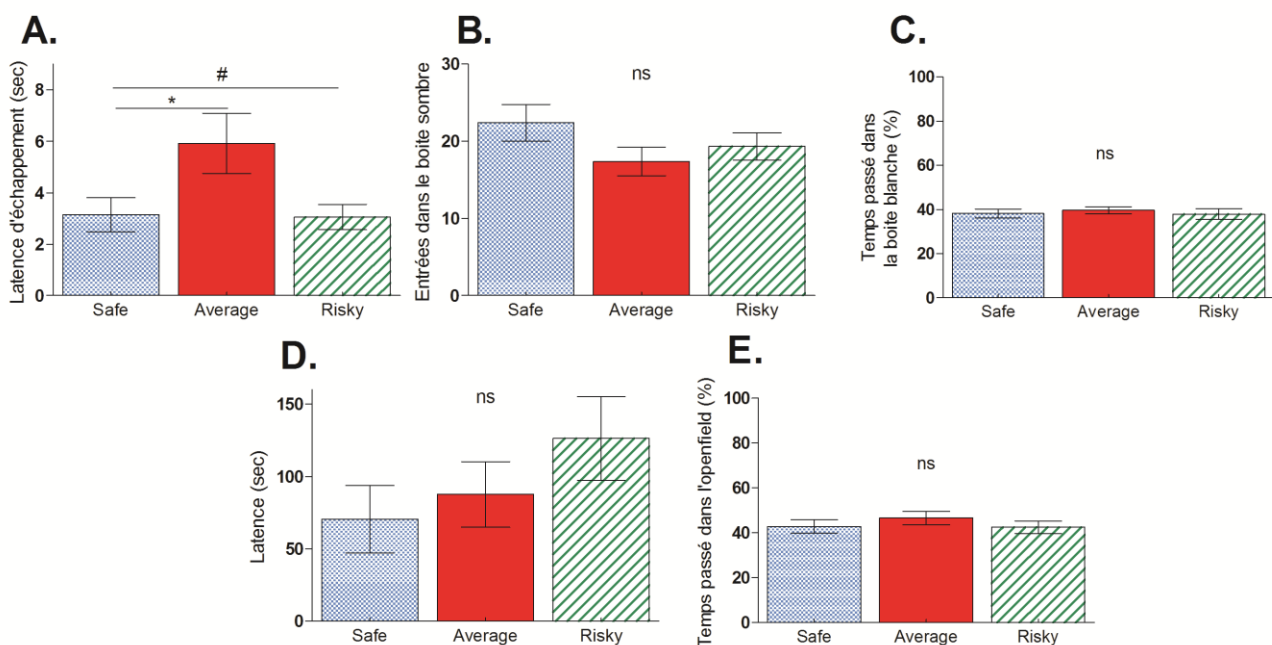 A.
Latence d'échappement (sec)
8
6
4
2
0
#
*
Safe Average Risky
B.
Entrées dans le boite sombre
30
20
10
0
ns
Safe Average Risky
C.
Temps passé dans
la boite blanche (%)
100
80
60
40
20
0
ns
Safe Average Risky
D.
Latence (sec)
150
100
50
0
ns
Safe Average Risky
E.
Temps passé dans l'openfield (%)
100
80
60
40
20
0
ns
Safe Average Risky